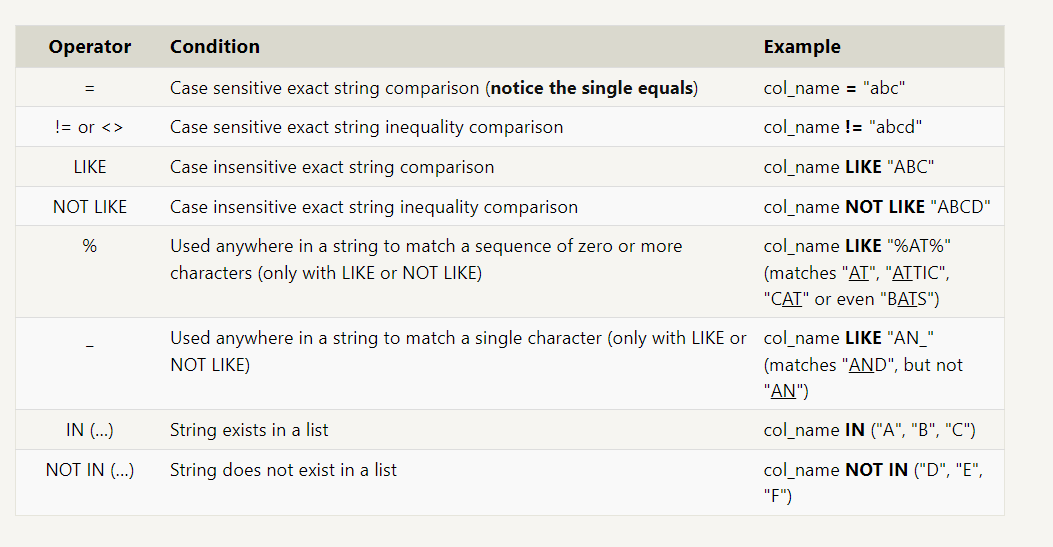 Operator Condition Example
= Case sensitive exact string comparison (notice the single equals) col_name = "abc"
!= or <> Case sensitive exact string inequality comparison col_name != "abcd"
LIKE Case insensitive exact string comparison col_name LIKE "ABC"
NOT LIKE Case insensitive exact string inequality comparison col_name NOT LIKE "ABCD"
% Used anywhere in a string to match a sequence of zero or more col_name LIKE "%AT%"
characters (only with LIKE or NOT LIKE) (matches "AT", "ATTIC",
"CAT" or even "BATS")
_ Used anywhere in a string to match a single character (only with LIKE or col_name LIKE "AN_"
NOT LIKE) (matches "AND", but not
"AN")
IN (...) String exists in a list col_name IN ("A", "B", "C")
NOT IN (...) String does not exist in a list col_name NOT IN ("D", "E",
"F")